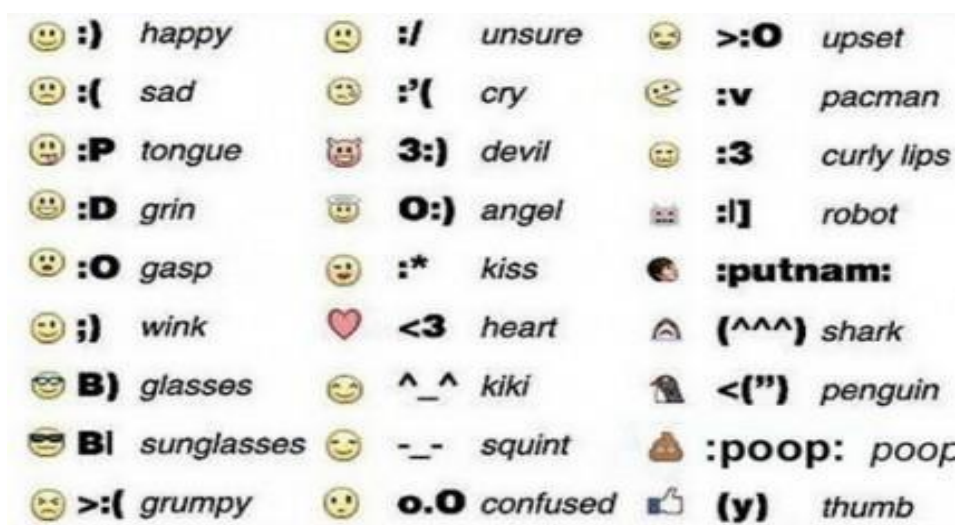 :) happy :/ unsure >:O upset
:( sad :’( cry :v pacman
:P tongue 3:) devil :3 curly lips
:D grin O:) angel :|] robot
:O gasp :* kiss :putnam:
;) wink <3 heart (^^^) shark
B) glasses ^_^ kiki <(”) penguin
B| sunglasses -_- squint :poop: poop
>:( grumpy o.O confused (y) thumb